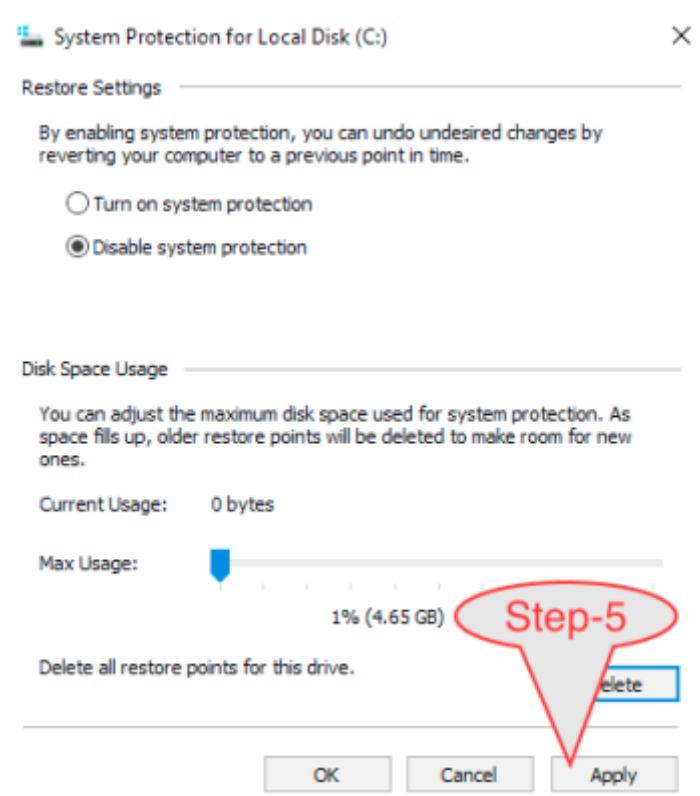 System Protection for Local Disk (C:)
Restore Settings
By enabling system protection, you can undo undesired changes by
reverting your computer to a previous point in time.
Turn on system protection
Disable system protection
Disk Space Usage
You can adjust the maximum disk space used for system protection. As
space fills up, older restore points will be deleted to make room for new
ones.
Current Usage: 0 bytes
Max Usage:
1% (4.65 GB)
Step-5
Delete all restore points for this drive.
elete
OK Cancel Apply